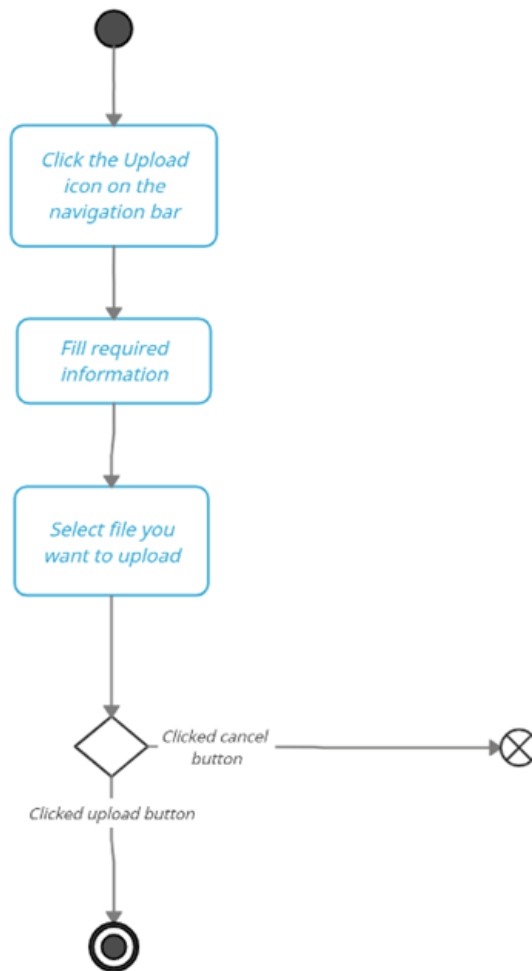 Click the Upload
icon on the
navigation bar
Fill required
information
Select file you
want to upload
Clicked cancel
button
Clicked upload button